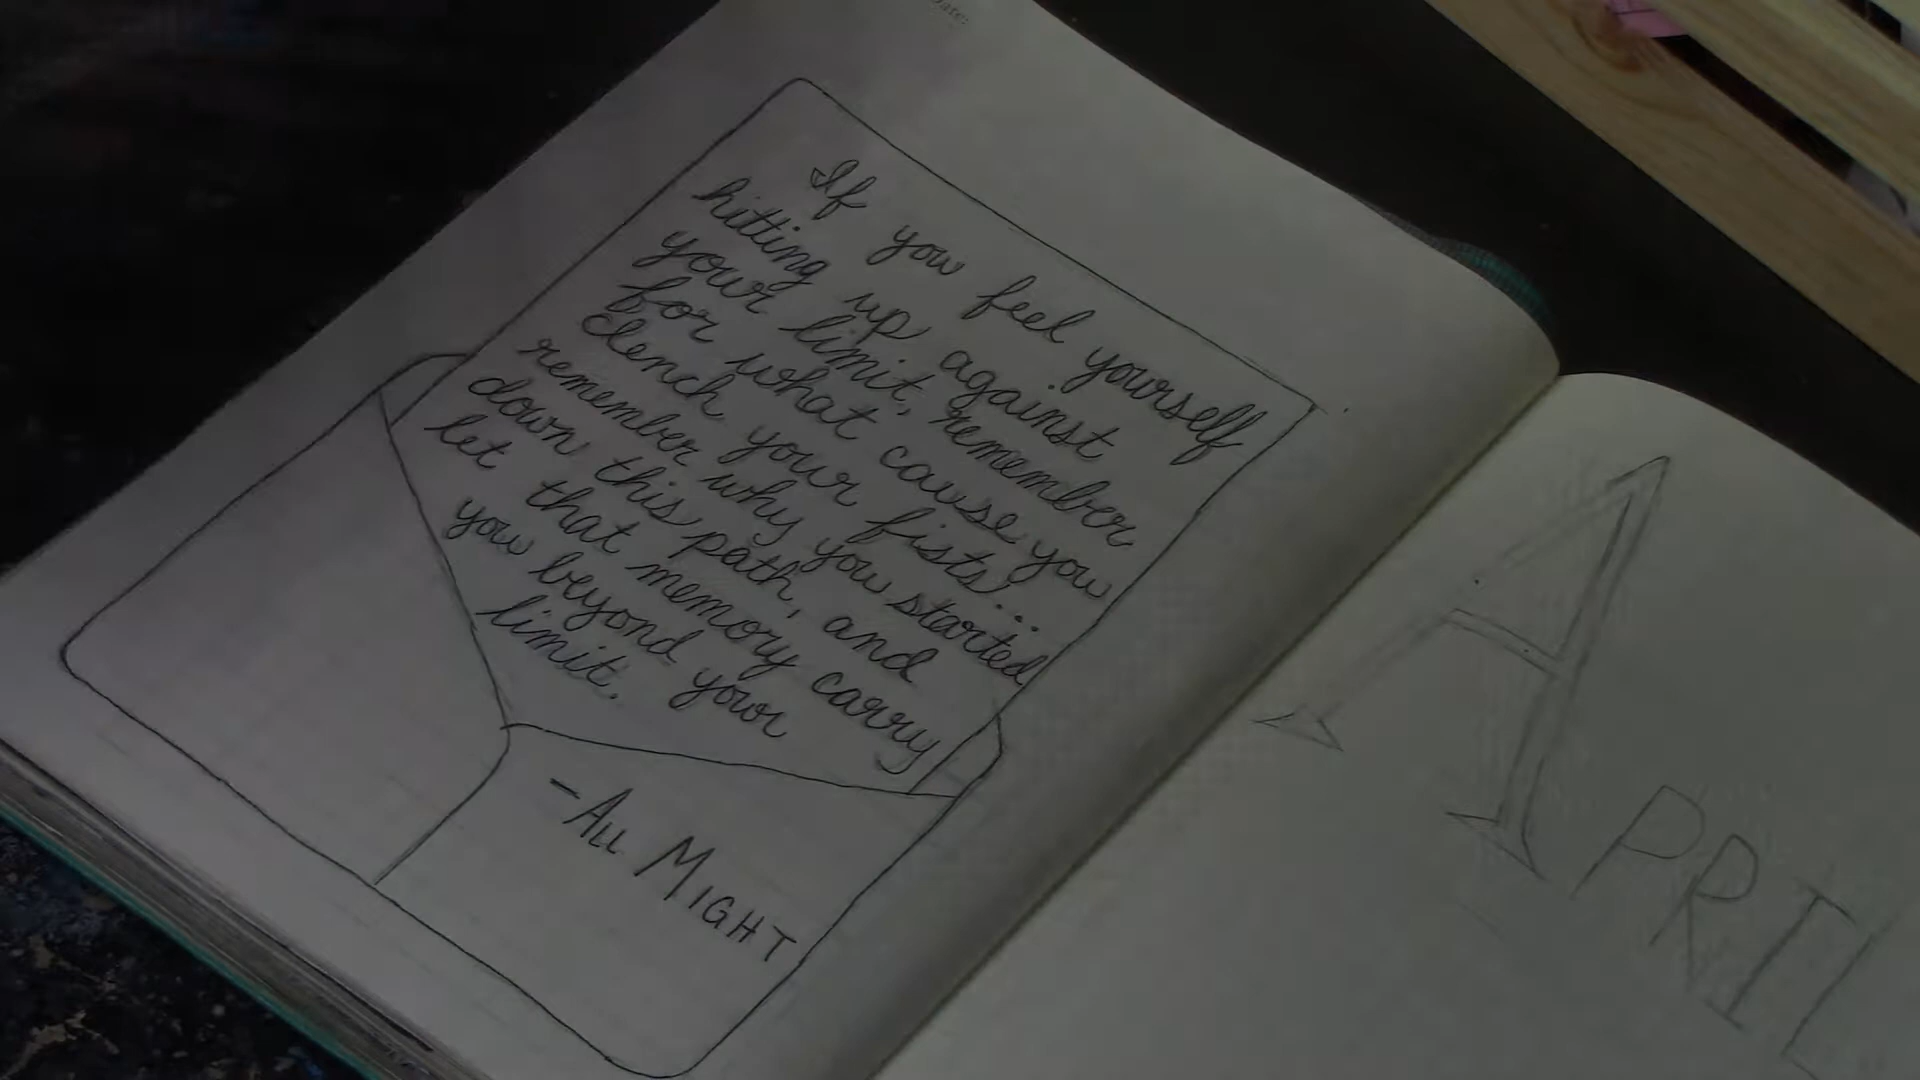 Date:
If you feel yourself
hitting up against
your limit, remember
for what cause you
clench your fists...
remember why you started
down this path, and
let that memory carry
you beyond your
limit.
-ALL MIGHT
APRIL